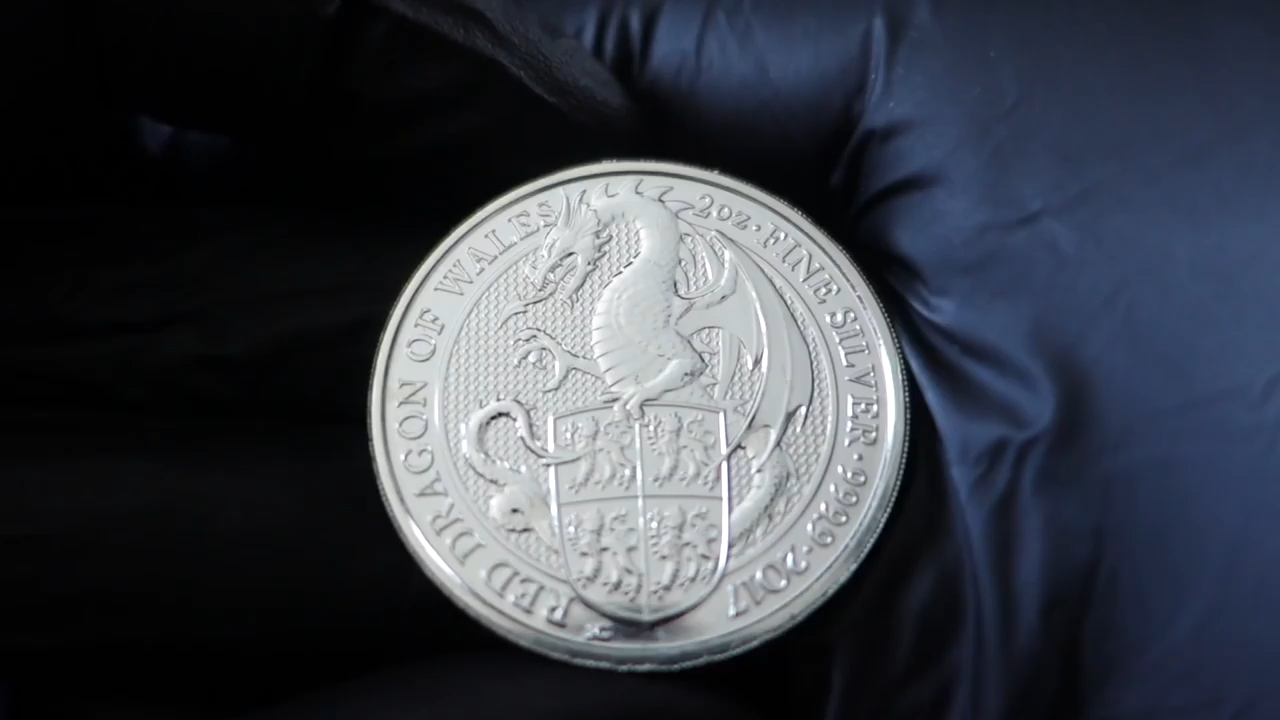 RED DRAGON OF WALES
2oz · FINE SILVER · 9999 · 2017